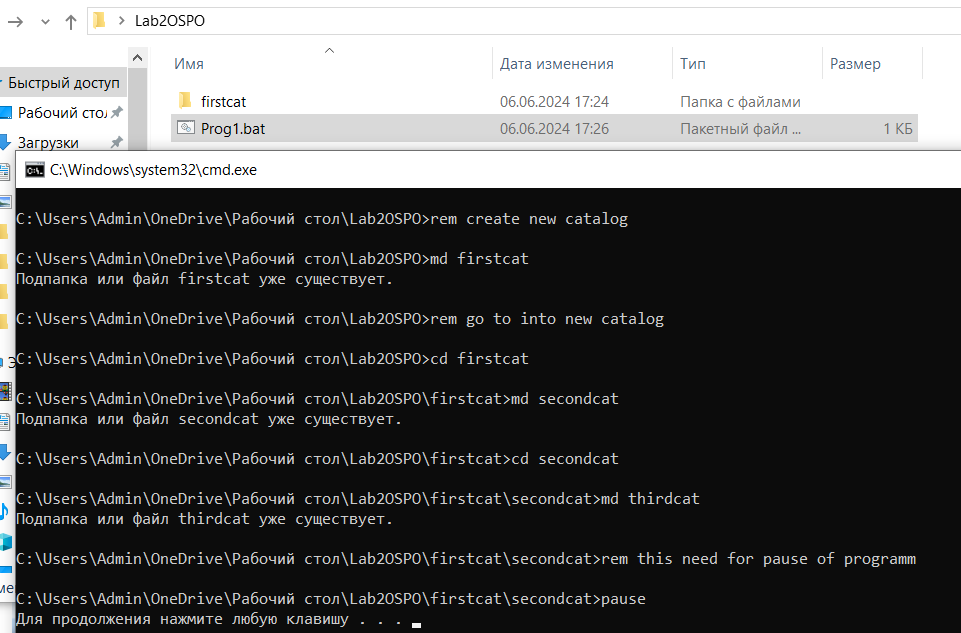 Lab2OSPO
Имя Дата изменения Тип Размер
Быстрый доступ
firstcat 06.06.2024 17:24 Папка с файлами
Рабочий стол
Prog1.bat 06.06.2024 17:26 Пакетный файл ... 1 КБ
Загрузки
C:\Windows\system32\cmd.exe
C:\Users\Admin\OneDrive\Рабочий стол\Lab2OSPO>rem create new catalog
C:\Users\Admin\OneDrive\Рабочий стол\Lab2OSPO>md firstcat
Подпапка или файл firstcat уже существует.
C:\Users\Admin\OneDrive\Рабочий стол\Lab2OSPO>rem go to into new catalog
C:\Users\Admin\OneDrive\Рабочий стол\Lab2OSPO>cd firstcat
C:\Users\Admin\OneDrive\Рабочий стол\Lab2OSPO\firstcat>md secondcat
Подпапка или файл secondcat уже существует.
C:\Users\Admin\OneDrive\Рабочий стол\Lab2OSPO\firstcat>cd secondcat
C:\Users\Admin\OneDrive\Рабочий стол\Lab2OSPO\firstcat\secondcat>md thirdcat
Подпапка или файл thirdcat уже существует.
C:\Users\Admin\OneDrive\Рабочий стол\Lab2OSPO\firstcat\secondcat>rem this need for pause of programm
C:\Users\Admin\OneDrive\Рабочий стол\Lab2OSPO\firstcat\secondcat>pause
Для продолжения нажмите любую клавишу . . .